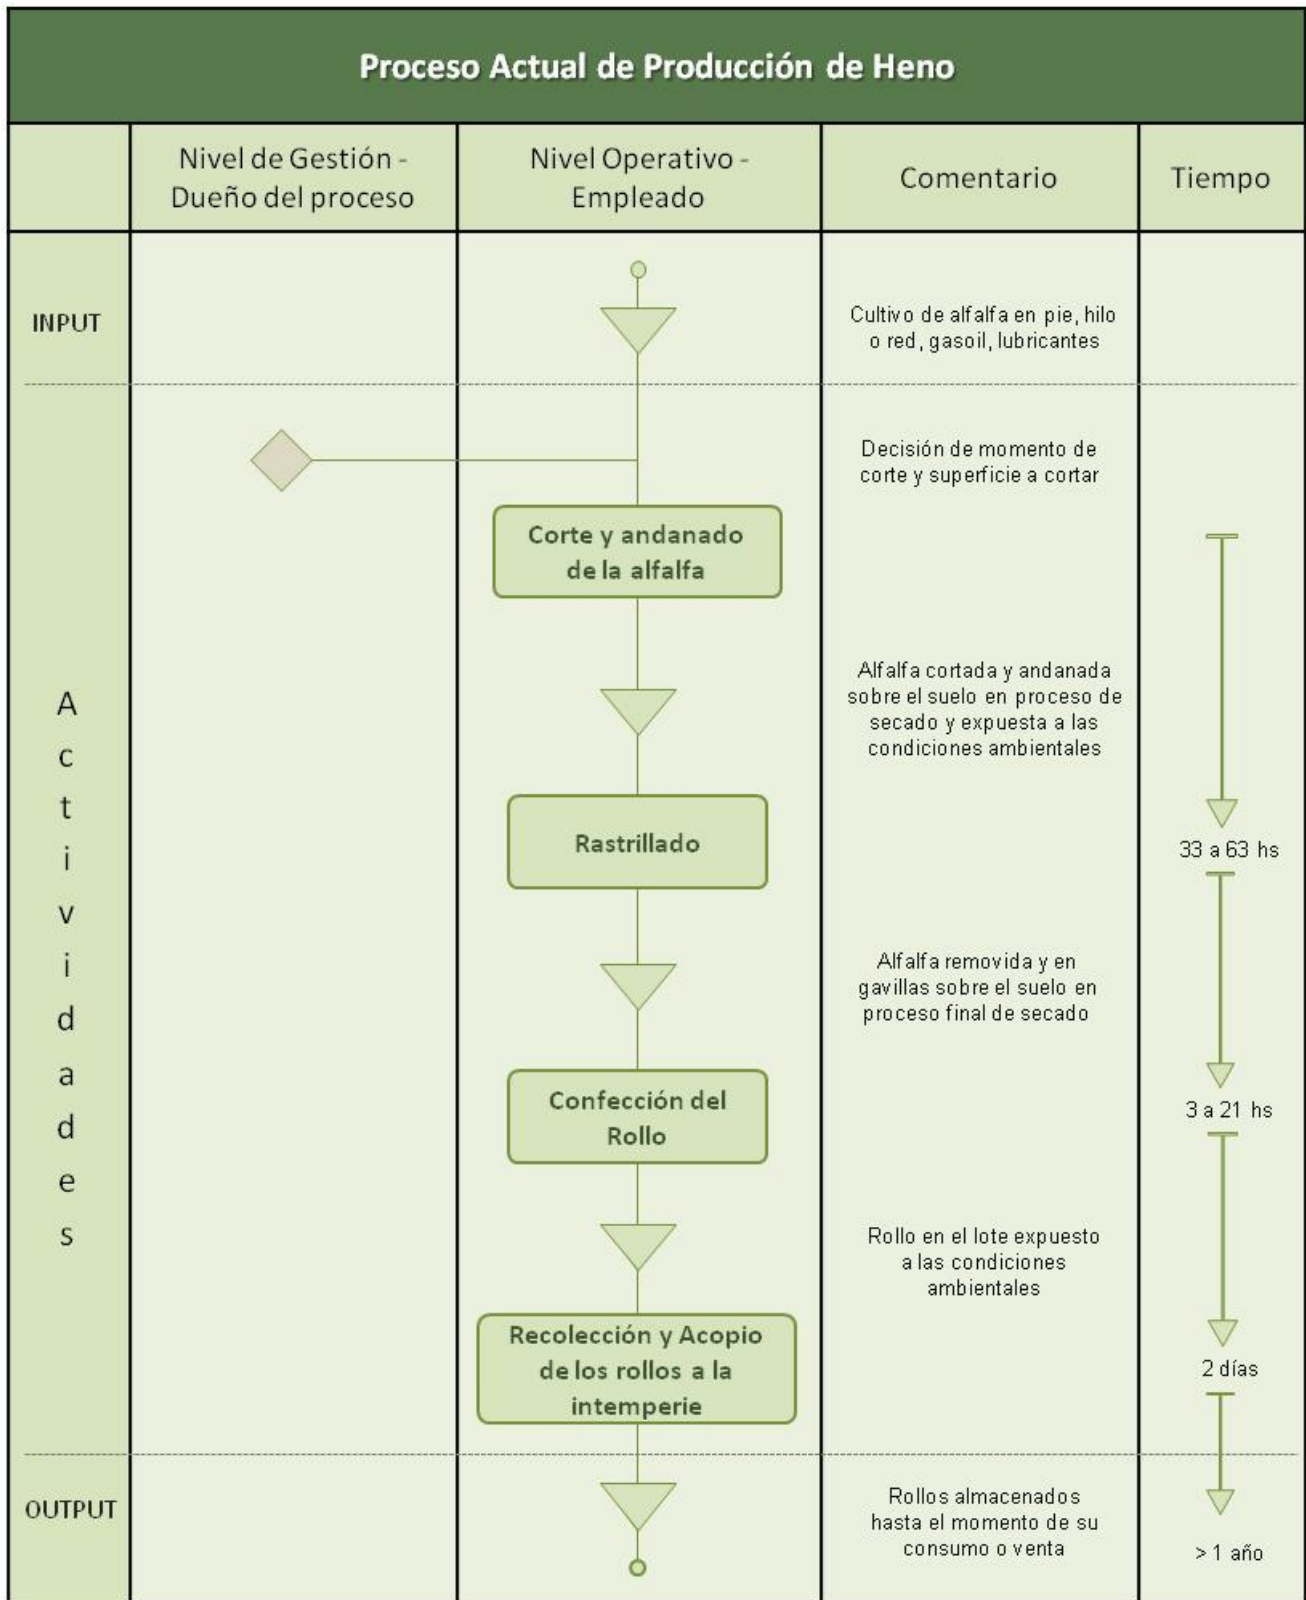 Proceso Actual de Producción de Heno
Nivel de Gestión -
Dueño del proceso
Nivel Operativo -
Empleado
Comentario
Tiempo
INPUT
Cultivo de alfalfa en pie, hilo
o red, gasoil, lubricantes
Actividades
Decisión de momento de
corte y superficie a cortar
Corte y andanado
de la alfalfa
Alfalfa cortada y andanada
sobre el suelo en proceso de
secado y expuesta a las
condiciones ambientales
Rastrillado
33 a 63 hs
Alfalfa removida y en
gavillas sobre el suelo en
proceso final de secado
Confección del
Rollo
3 a 21 hs
Rollo en el lote expuesto
a las condiciones
ambientales
Recolección y Acopio
de los rollos a la
intemperie
2 días
OUTPUT
Rollos almacenados
hasta el momento de su
consumo o venta
> 1 año